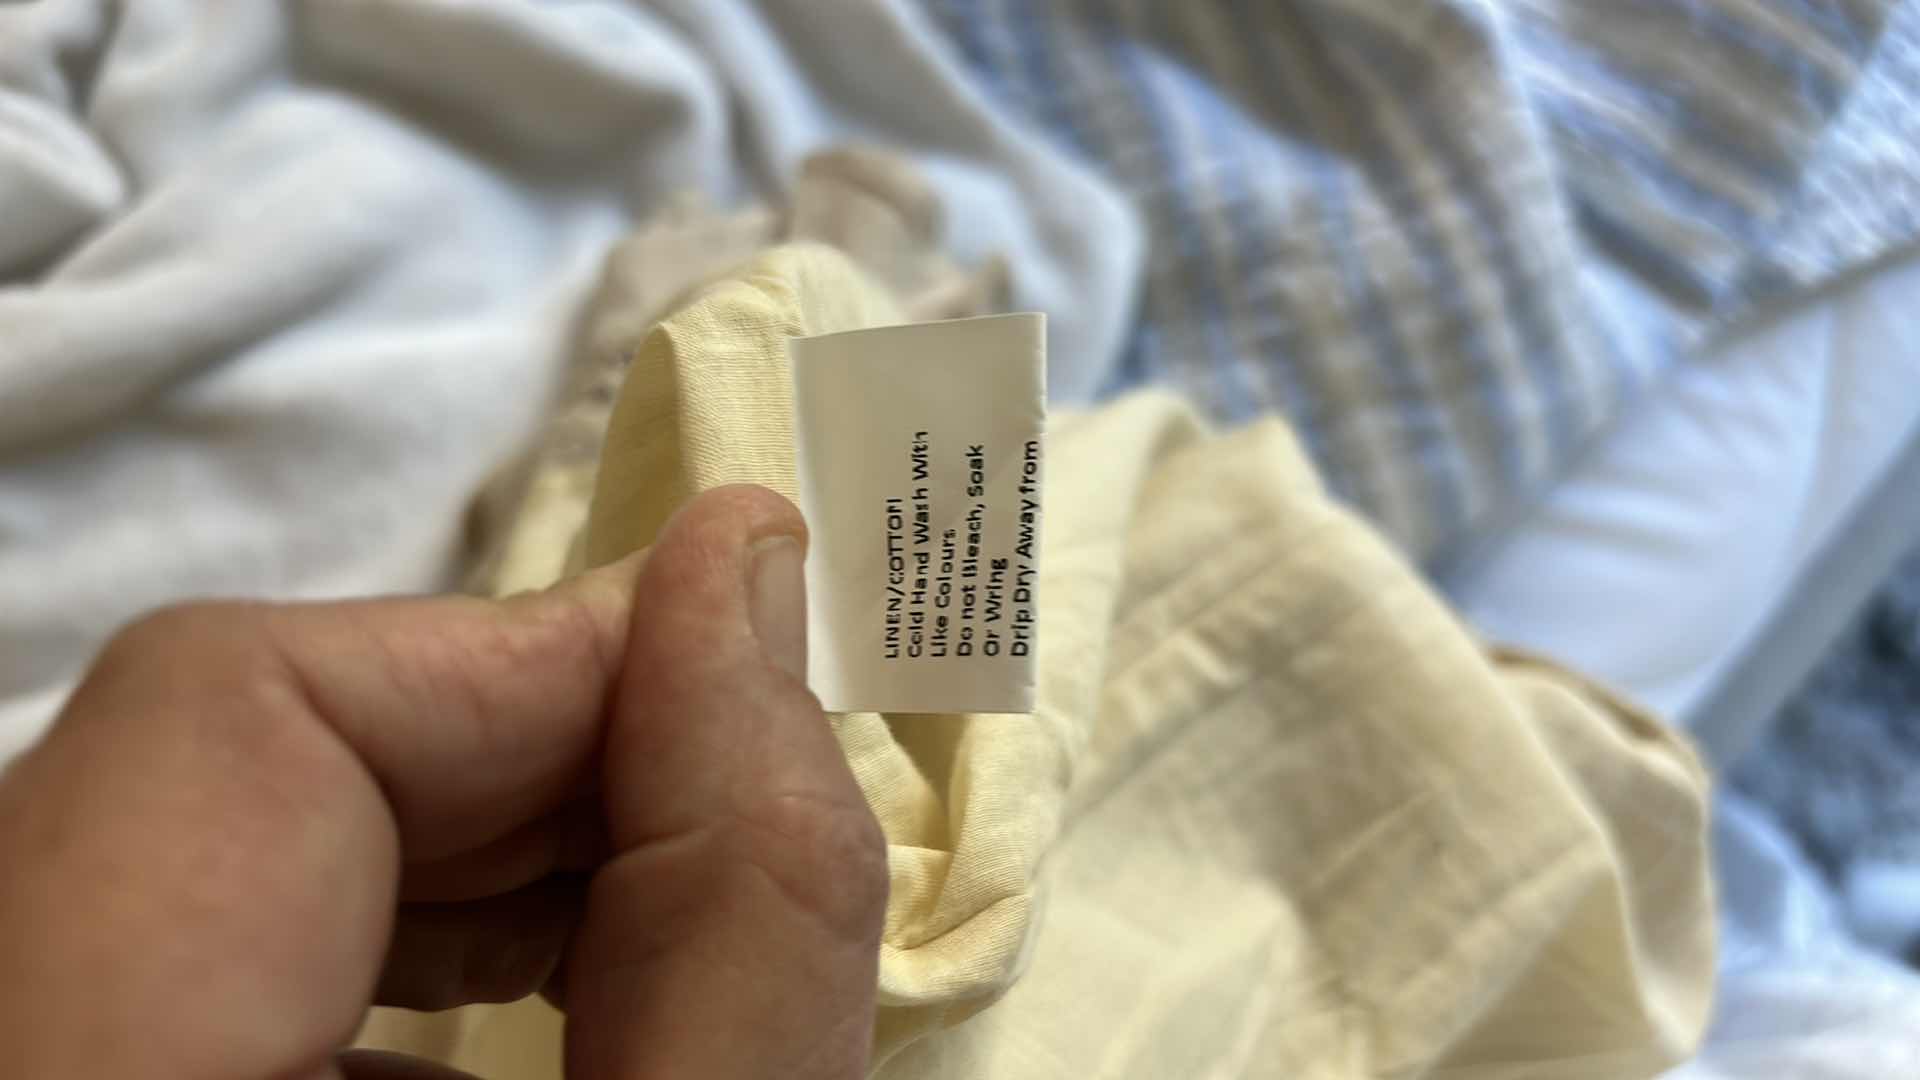 LINEN/COTTON
Cold Hand Wash With
Like Colours
Do not Bleach, Soak
Or Wring
Drip Dry Away from